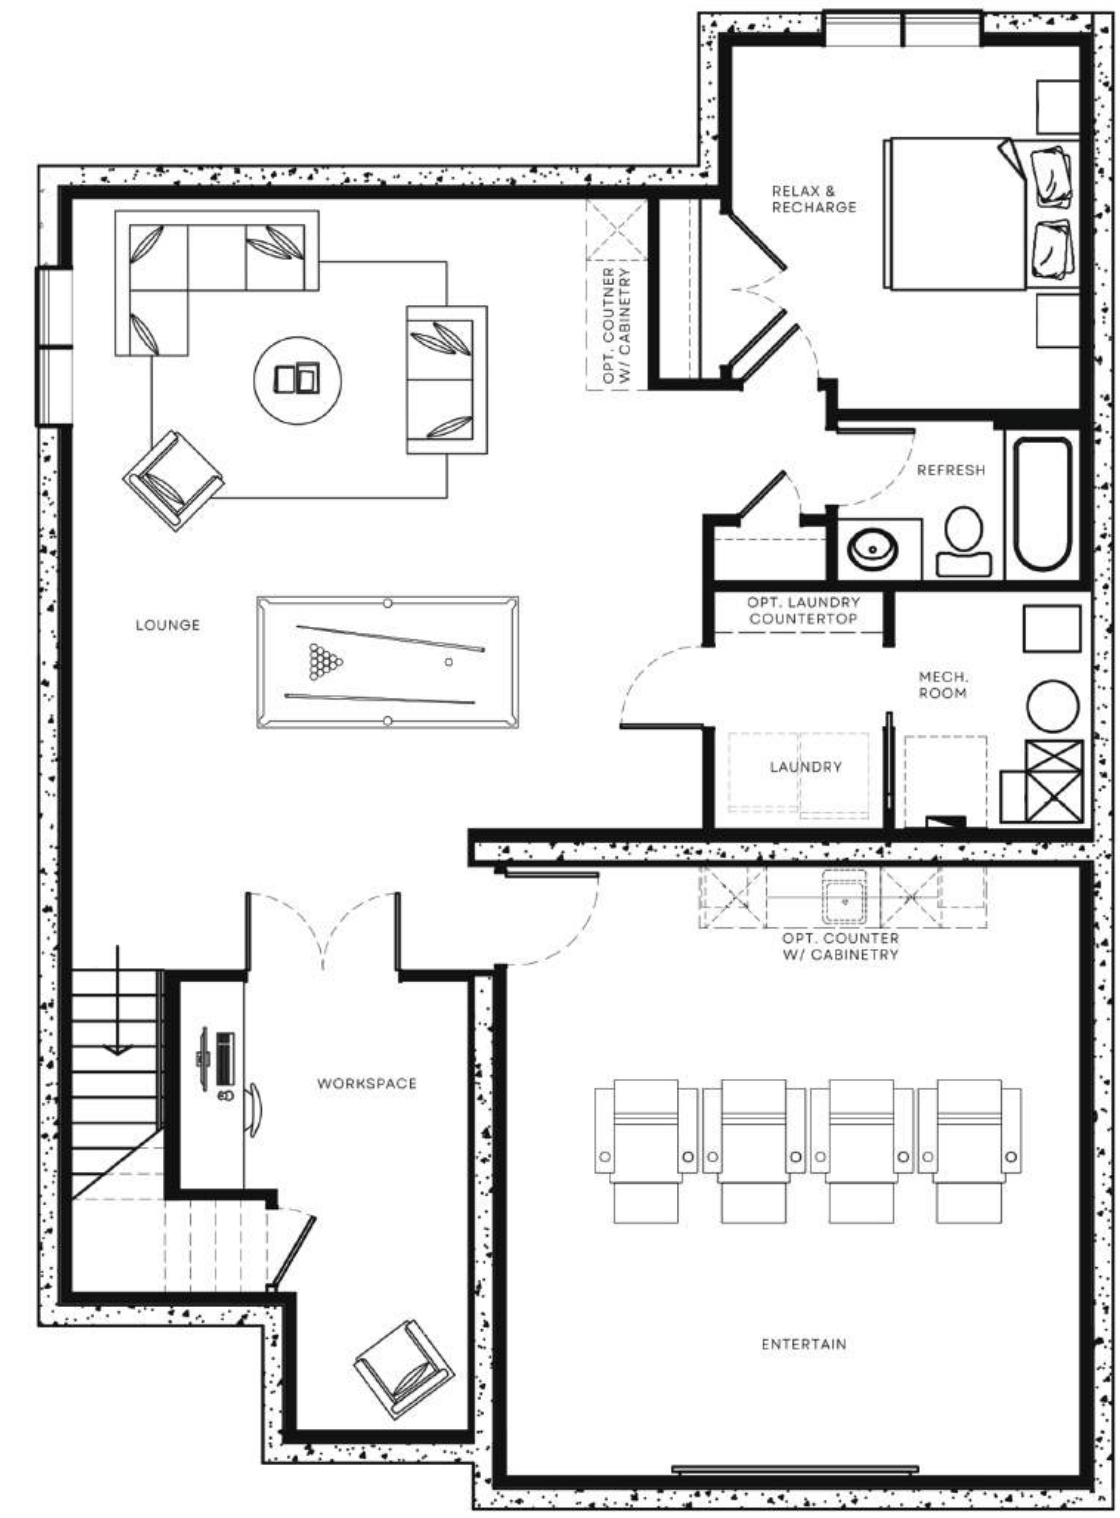 RELAX &
RECHARGE
OPT. COUTNER
W/ CABINETRY
REFRESH
OPT. LAUNDRY
COUNTERTOP
LOUNGE
MECH.
ROOM
LAUNDRY
OPT. COUNTER
W/ CABINETRY
WORKSPACE
ENTERTAIN